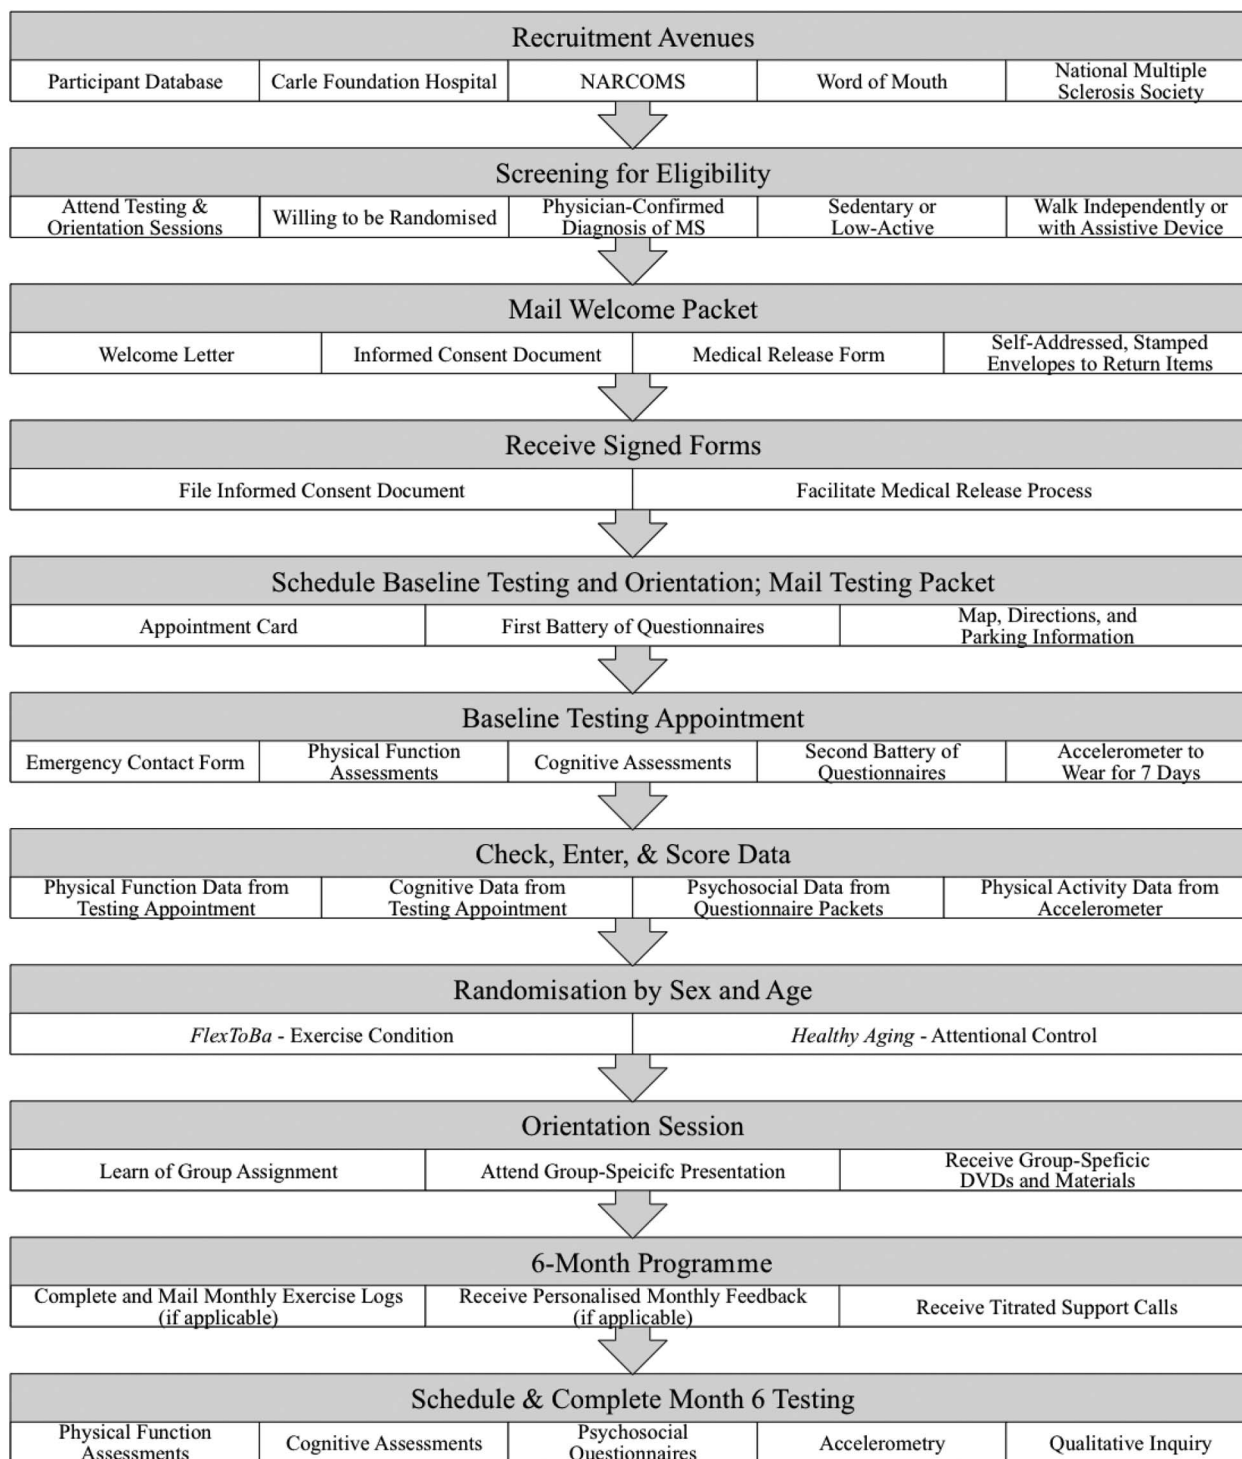 Recruitment Avenues
Participant Database
Carle Foundation Hospital
NARCOMS
Word of Mouth
National Multiple
Sclerosis Society
Screening for Eligibility
Attend Testing &
Orientation Sessions
Willing to be Randomised
Physician-Confirmed
Diagnosis of MS
Sedentary or
Low-Active
Walk Independently or
with Assistive Device
Mail Welcome Packet
Welcome Letter
Informed Consent Document
Medical Release Form
Self-Addressed, Stamped
Envelopes to Return Items
Receive Signed Forms
File Informed Consent Document
Facilitate Medical Release Process
Schedule Baseline Testing and Orientation; Mail Testing Packet
Appointment Card
First Battery of Questionnaires
Map, Directions, and
Parking Information
Baseline Testing Appointment
Emergency Contact Form
Physical Function
Assessments
Cognitive Assessments
Second Battery of
Questionnaires
Accelerometer to
Wear for 7 Days
Check, Enter, & Score Data
Physical Function Data from
Testing Appointment
Cognitive Data from
Testing Appointment
Psychosocial Data from
Questionnaire Packets
Physical Activity Data from
Accelerometer
Randomisation by Sex and Age
FlexToBa - Exercise Condition
Healthy Aging - Attentional Control
Orientation Session
Learn of Group Assignment
Attend Group-Speicifc Presentation
Receive Group-Speficic
DVDs and Materials
6-Month Programme
Complete and Mail Monthly Exercise Logs
(if applicable)
Receive Personalised Monthly Feedback
(if applicable)
Receive Titrated Support Calls
Schedule & Complete Month 6 Testing
Physical Function
Assessments
Cognitive Assessments
Psychosocial
Questionnaires
Accelerometry
Qualitative Inquiry